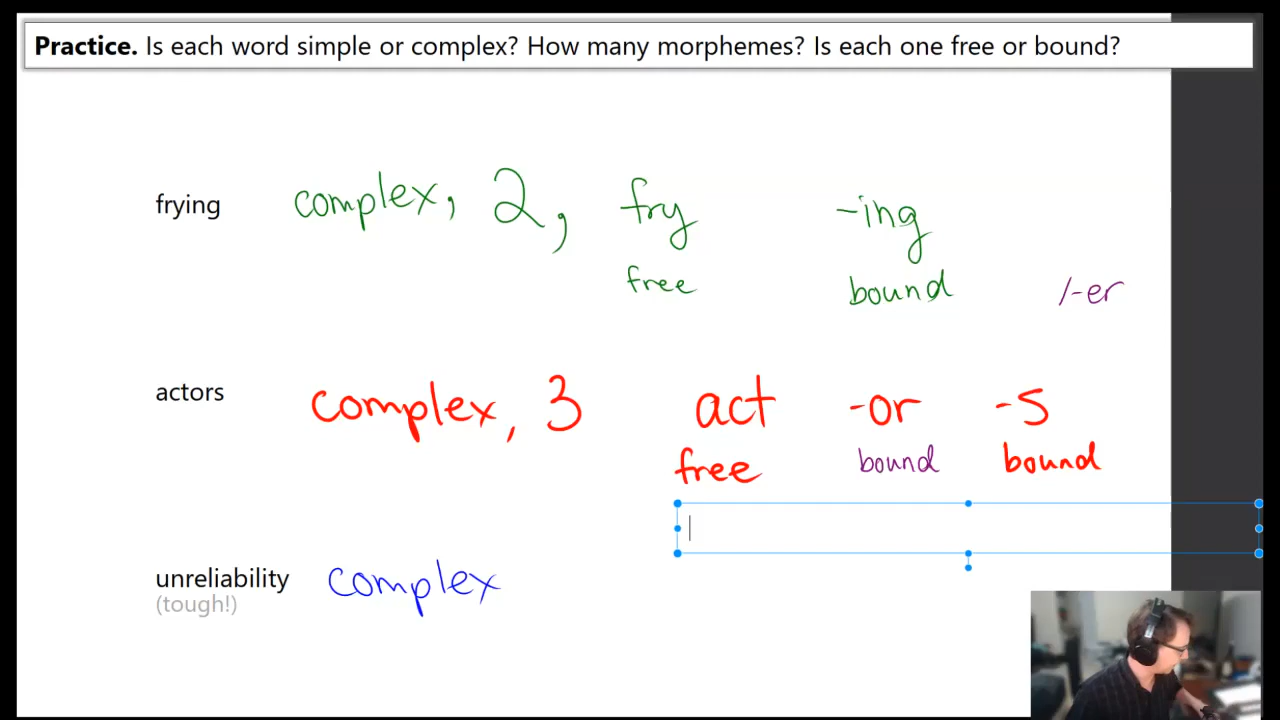 Practice. Is each word simple or complex? How many morphemes? Is each one free or bound?
frying complex, 2, fry -ing
free bound /-er
actors complex, 3 act -or -s
free bound bound
unreliability complex
(tough!)